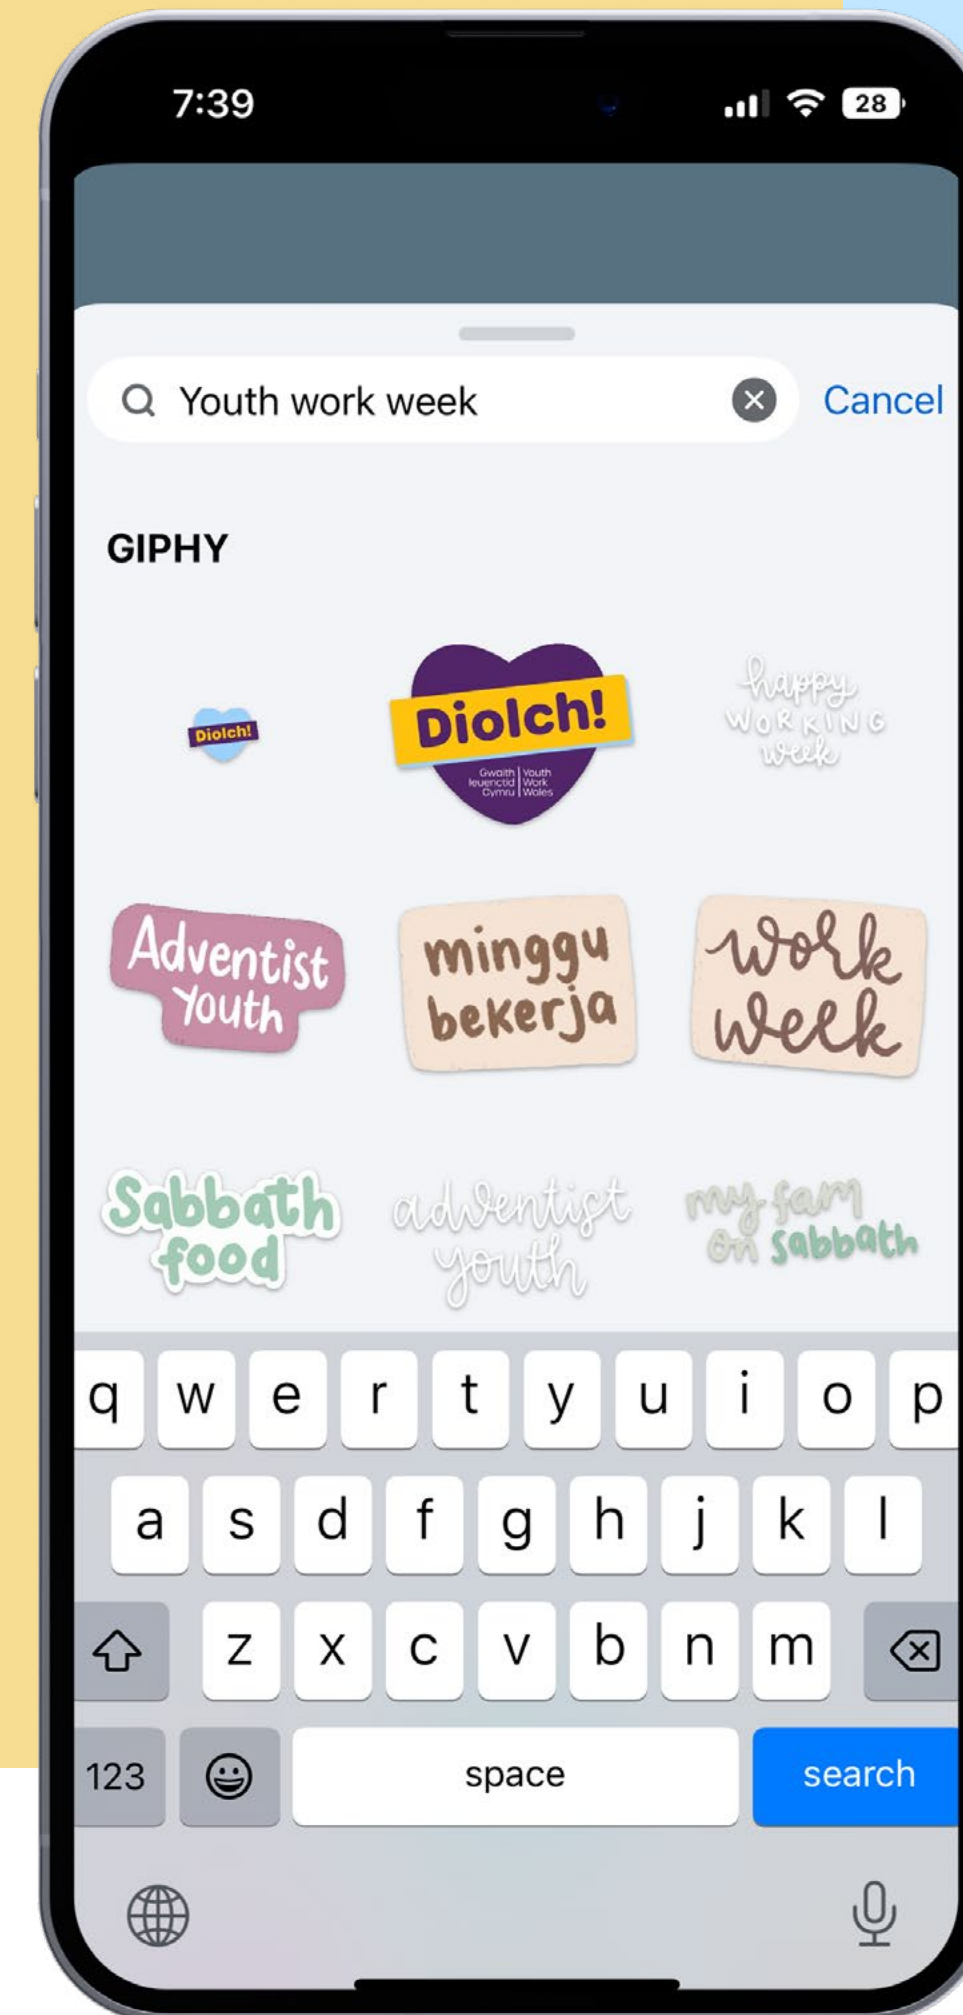 7:39
28
Youth work week
Cancel
GIPHY
Diolch!
Diolch!
Gwaith Ieuenctid Cymru
Youth Work Wales
happy
WORKING
week
Adventist
Youth
minggu
bekerja
work
week
Sabbath
food
adventist
youth
my fam
on sabbath
q w e r t y u i o p
a s d f g h j k l
z x c v b n m
123 space search